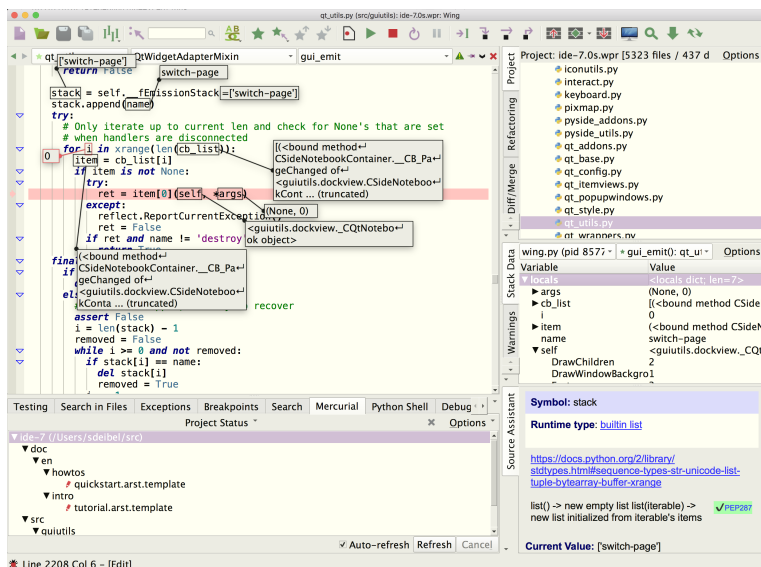 qt_utils.py (src/guiutils): ide-7.0s.wpr: Wing
QtWidgetAdapterMixin
gui_emit
['switch-page']
return False
switch-page
stack = self.__fEmissionStack =['switch-page']
stack.append(name)
try:
# Only iterate up to current len and check for None's that are set
# when handlers are disconnected
for i in xrange(len(cb_list)):
0
item = cb_list[i]
if item is not None:
try:
ret = item[0](self, *args)
except:
reflect.ReportCurrentException()
ret = False
if ret and name != 'destroy
[(<bound method↵
CSideNotebookContainer.__CB_Pa↵
geChanged of↵
<guiutils.dockview.CSideNoteboo↵
kCont ... (truncated)
(None, 0)
<guiutils.dockview._CQtNotebo↵
ok object>
(<bound method↵
CSideNotebookContainer.__CB_Pa↵
geChanged of↵
<guiutils.dockview.CSideNoteboo↵
kConta ... (truncated)
recover
assert False
i = len(stack) - 1
removed = False
while i >= 0 and not removed:
if stack[i] == name:
del stack[i]
removed = True
Project
Refactoring
Diff/Merge
Project: ide-7.0s.wpr [5323 files / 437 d
Options
iconutils.py
interact.py
keyboard.py
pixmap.py
pyside_addons.py
pyside_utils.py
qt_addons.py
qt_base.py
qt_config.py
qt_itemviews.py
qt_popupwindows.py
qt_style.py
qt_utils.py
qt_wrappers.py
Stack Data
Warnings
wing.py (pid 8577
gui_emit(): qt_u
Options
Variable Value
locals <locals dict; len=7>
args (None, 0)
cb_list [(<bound method CSide
i 0
item (<bound method CSideN
name switch-page
self <guiutils.dockview._CQt
DrawChildren 2
DrawWindowBackgro1
Testing Search in Files Exceptions Breakpoints Search Mercurial Python Shell Debug
Project Status
Options
ide-7 (/Users/sdeibel/src)
doc
en
howtos
quickstart.arst.template
intro
tutorial.arst.template
src
guiutils
Auto-refresh Refresh Cancel
Source Assistant
Symbol: stack
Runtime type: builtin list
https://docs.python.org/2/library/
stdtypes.html#sequence-types-str-unicode-list-
tuple-bytearray-buffer-xrange
list() -> new empty list list(iterable) ->
new list initialized from iterable's items
✓PEP287
Current Value: ['switch-page']
Line 2208 Col 6 - [Edit]